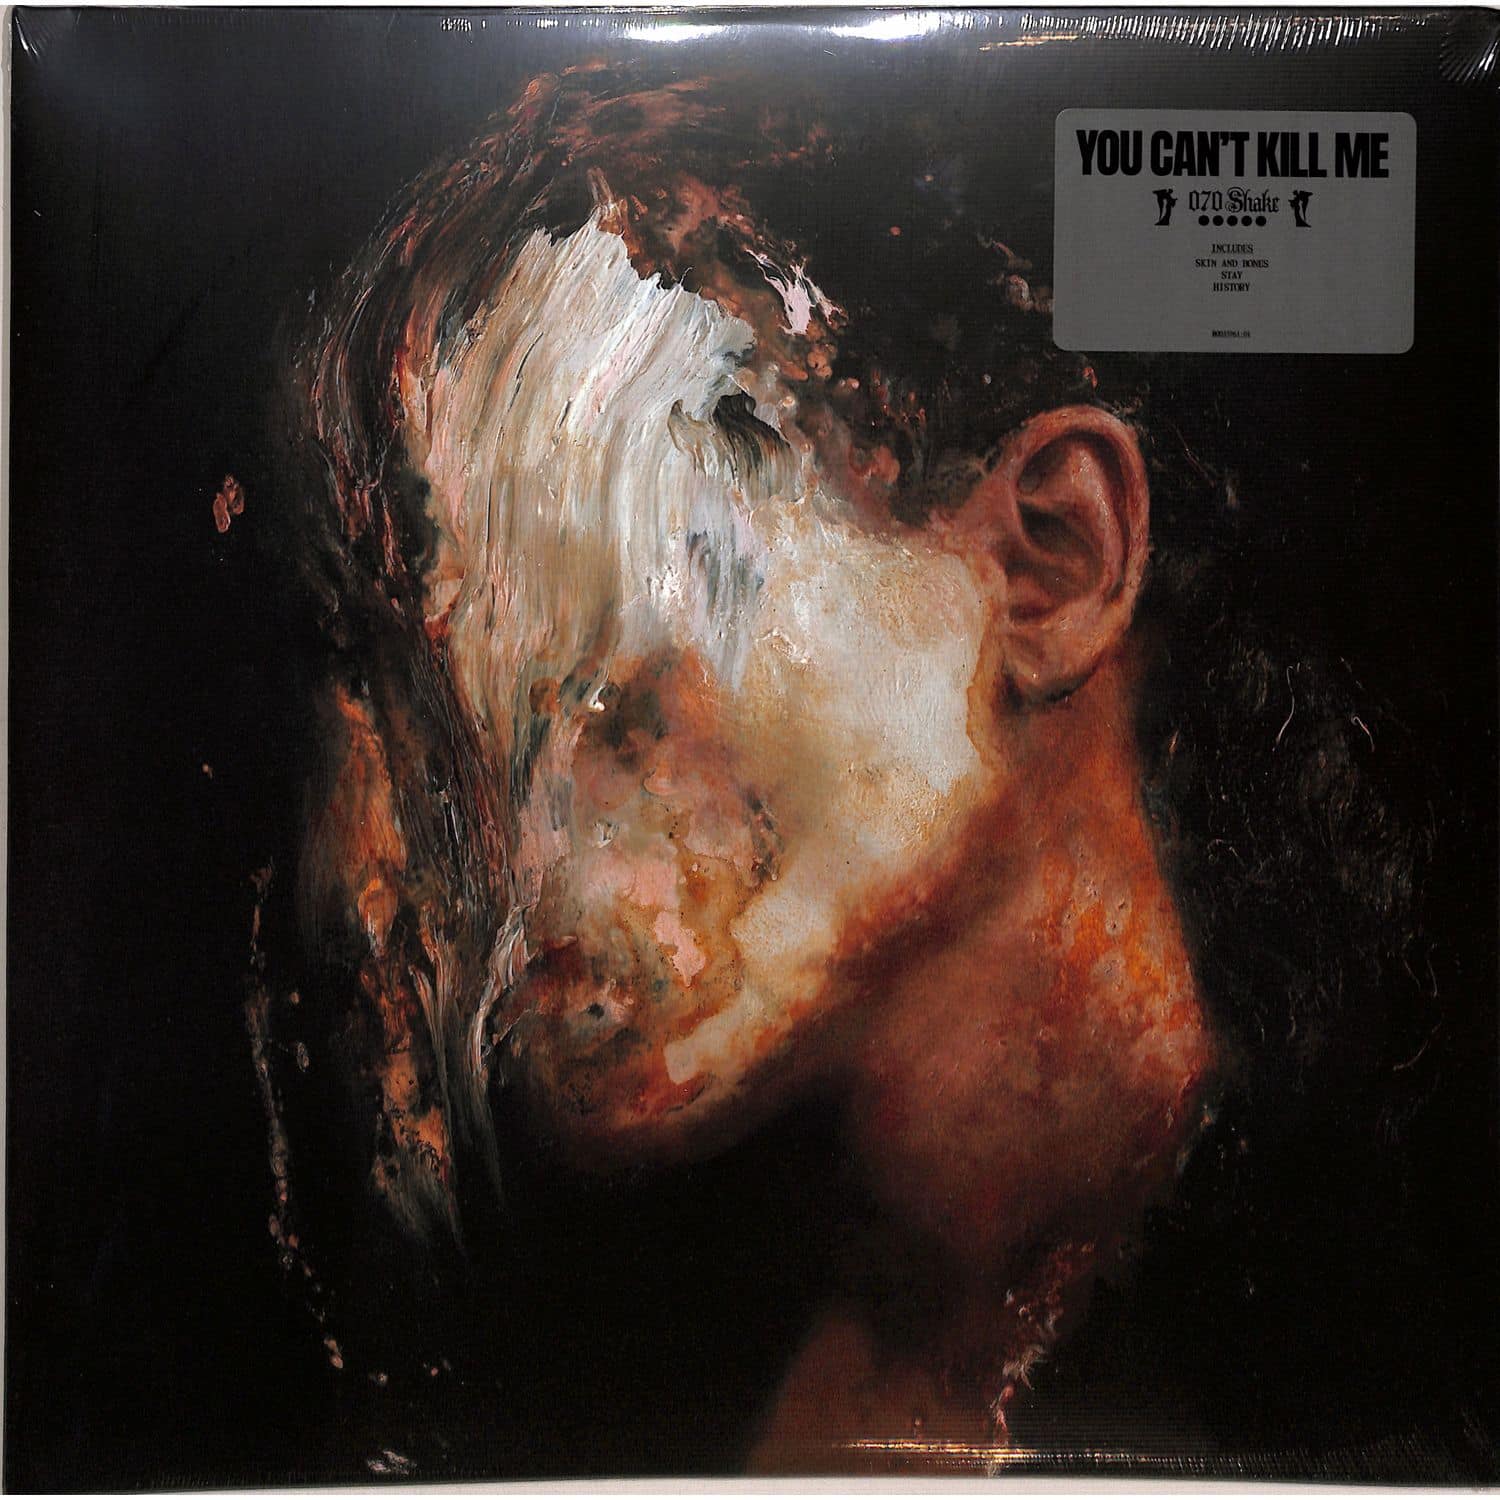 YOU CAN'T KILL ME
070 Shake
INCLUDES
SKIN AND BONES
STAY
HISTORY